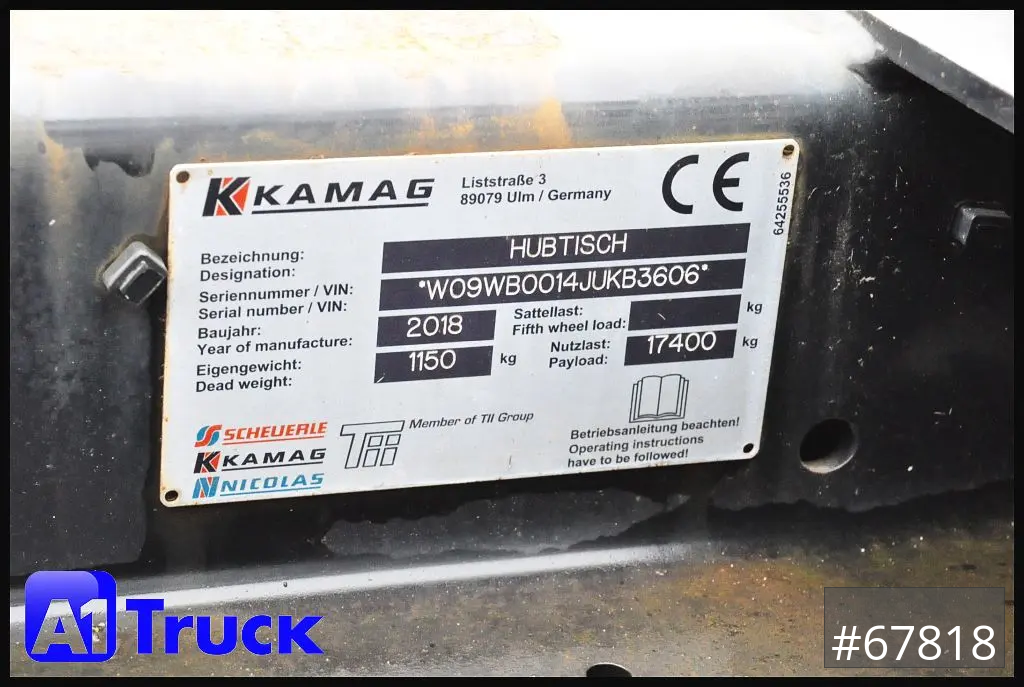 KAMAG
Liststraße 3
89079 Ulm / Germany
CE
64255536
Bezeichnung:
Designation:
HUBTISCH
Seriennummer / VIN:
Serial number / VIN:
*W09WB0014JUKB3606*
Baujahr:
Year of manufacture:
2018
Sattellast:
Fifth wheel load:
kg
Eigengewicht:
Dead weight:
1150
kg
Nutzlast:
Payload:
17400
kg
SCHEUERLE
KAMAG
NICOLAS
TII
Member of TII Group
Betriebsanleitung beachten!
Operating instructions
have to be followed!
A1 Truck
#67818